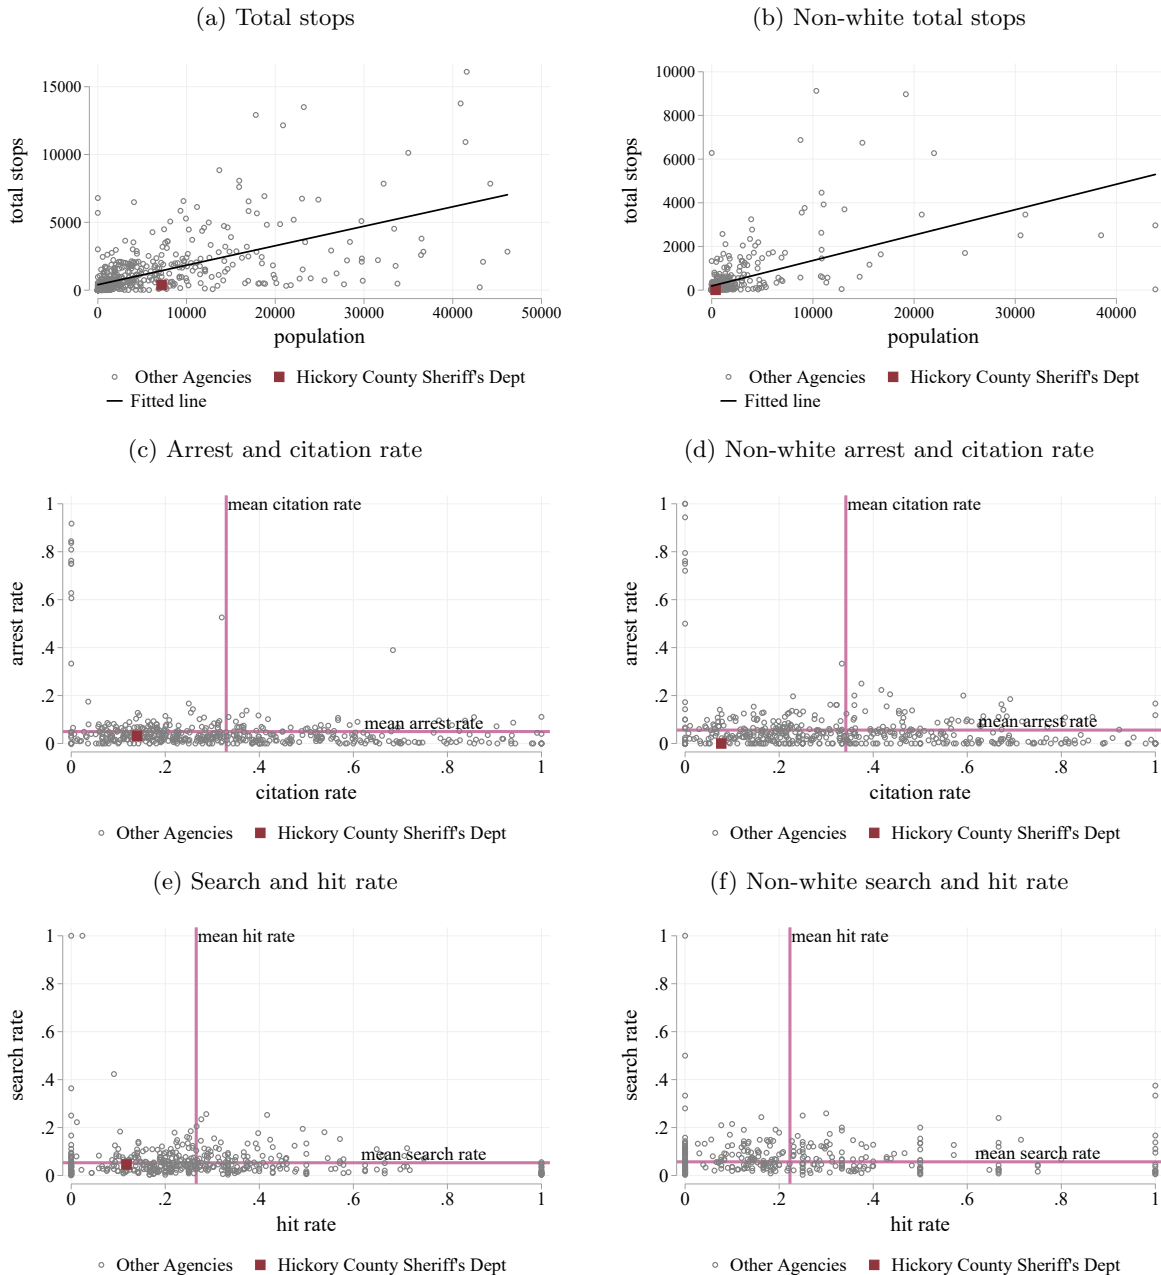 (a) Total stops
(b) Non-white total stops
total stops
15000
10000
5000
0
0 10000 20000 30000 40000 50000
population
Other Agencies Hickory County Sheriff's Dept
Fitted line
total stops
10000
8000
6000
4000
2000
0
0 10000 20000 30000 40000
population
Other Agencies Hickory County Sheriff's Dept
Fitted line
(c) Arrest and citation rate
(d) Non-white arrest and citation rate
arrest rate
1
.8
.6
.4
.2
0
mean citation rate
mean arrest rate
0 .2 .4 .6 .8 1
citation rate
Other Agencies Hickory County Sheriff's Dept
arrest rate
1
.8
.6
.4
.2
0
mean citation rate
mean arrest rate
0 .2 .4 .6 .8 1
citation rate
Other Agencies Hickory County Sheriff's Dept
(e) Search and hit rate
(f) Non-white search and hit rate
search rate
1
.8
.6
.4
.2
0
mean hit rate
mean search rate
0 .2 .4 .6 .8 1
hit rate
Other Agencies Hickory County Sheriff's Dept
search rate
1
.8
.6
.4
.2
0
mean hit rate
mean search rate
0 .2 .4 .6 .8 1
hit rate
Other Agencies Hickory County Sheriff's Dept